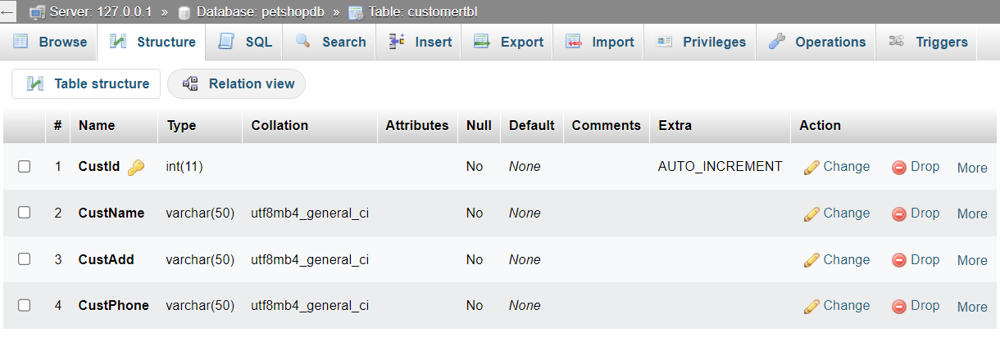 ← Server: 127.0.0.1 » Database: petshopdb » Table: customertbl
Browse Structure SQL Search Insert Export Import Privileges Operations Triggers
Table structure Relation view
# Name Type Collation Attributes Null Default Comments Extra Action
1 CustId int(11) No None AUTO_INCREMENT Change Drop More
2 CustName varchar(50) utf8mb4_general_ci No None Change Drop More
3 CustAdd varchar(50) utf8mb4_general_ci No None Change Drop More
4 CustPhone varchar(50) utf8mb4_general_ci No None Change Drop More